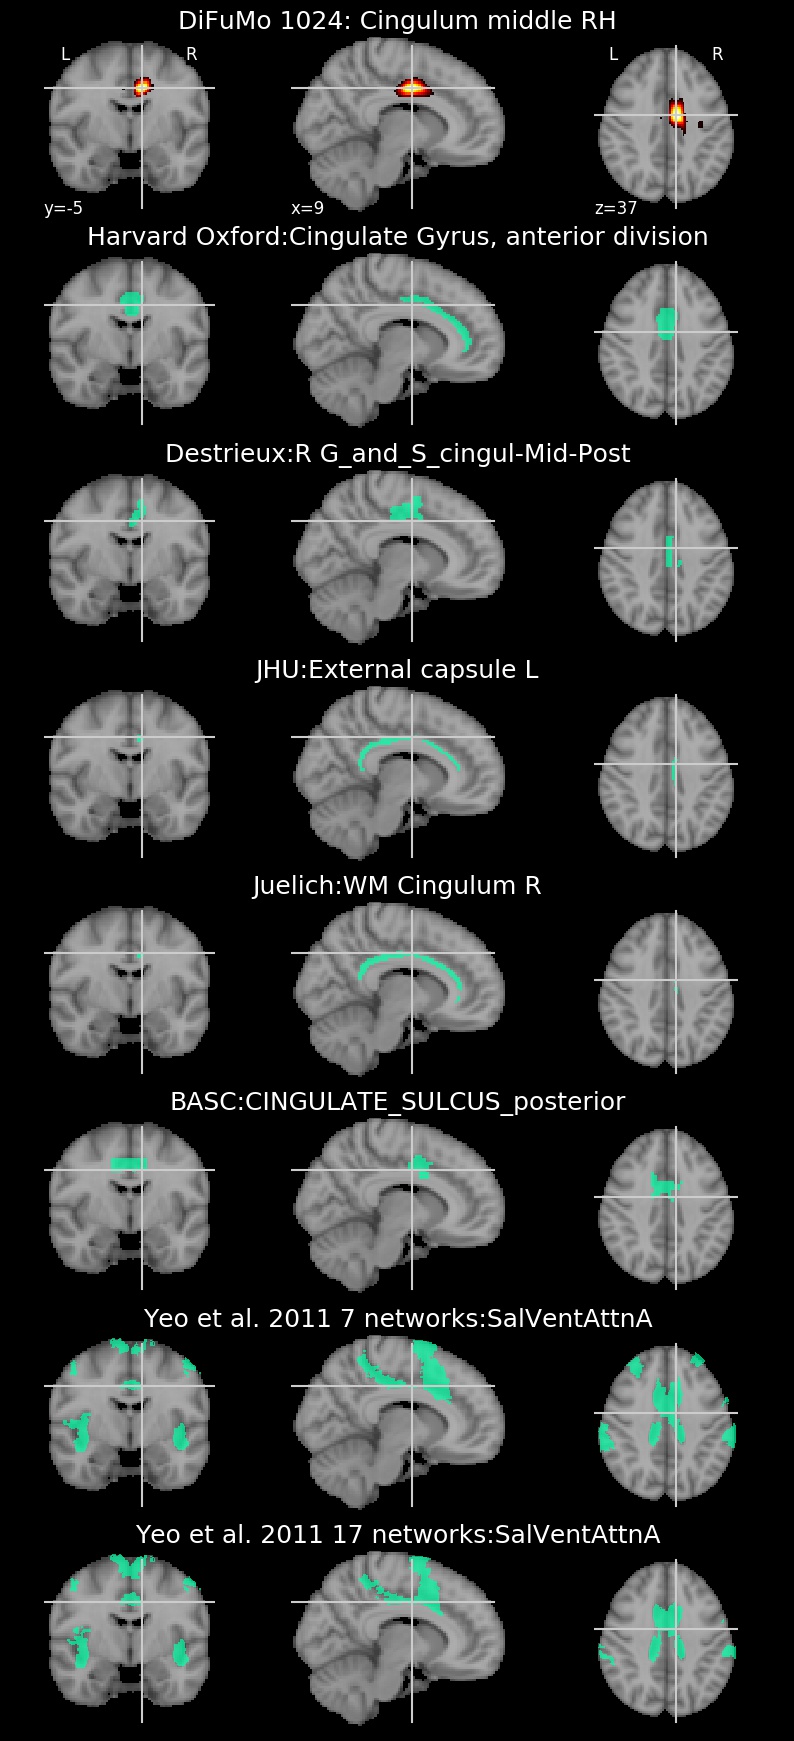 DiFuMo 1024: Cingulum middle RH
L R L R
y=-5 x=9 z=37
Harvard Oxford:Cingulate Gyrus, anterior division
Destrieux:R G_and_S_cingul-Mid-Post
JHU:External capsule L
Juelich:WM Cingulum R
BASC:CINGULATE_SULCUS_posterior
Yeo et al. 2011 7 networks:SalVentAttnA
Yeo et al. 2011 17 networks:SalVentAttnA